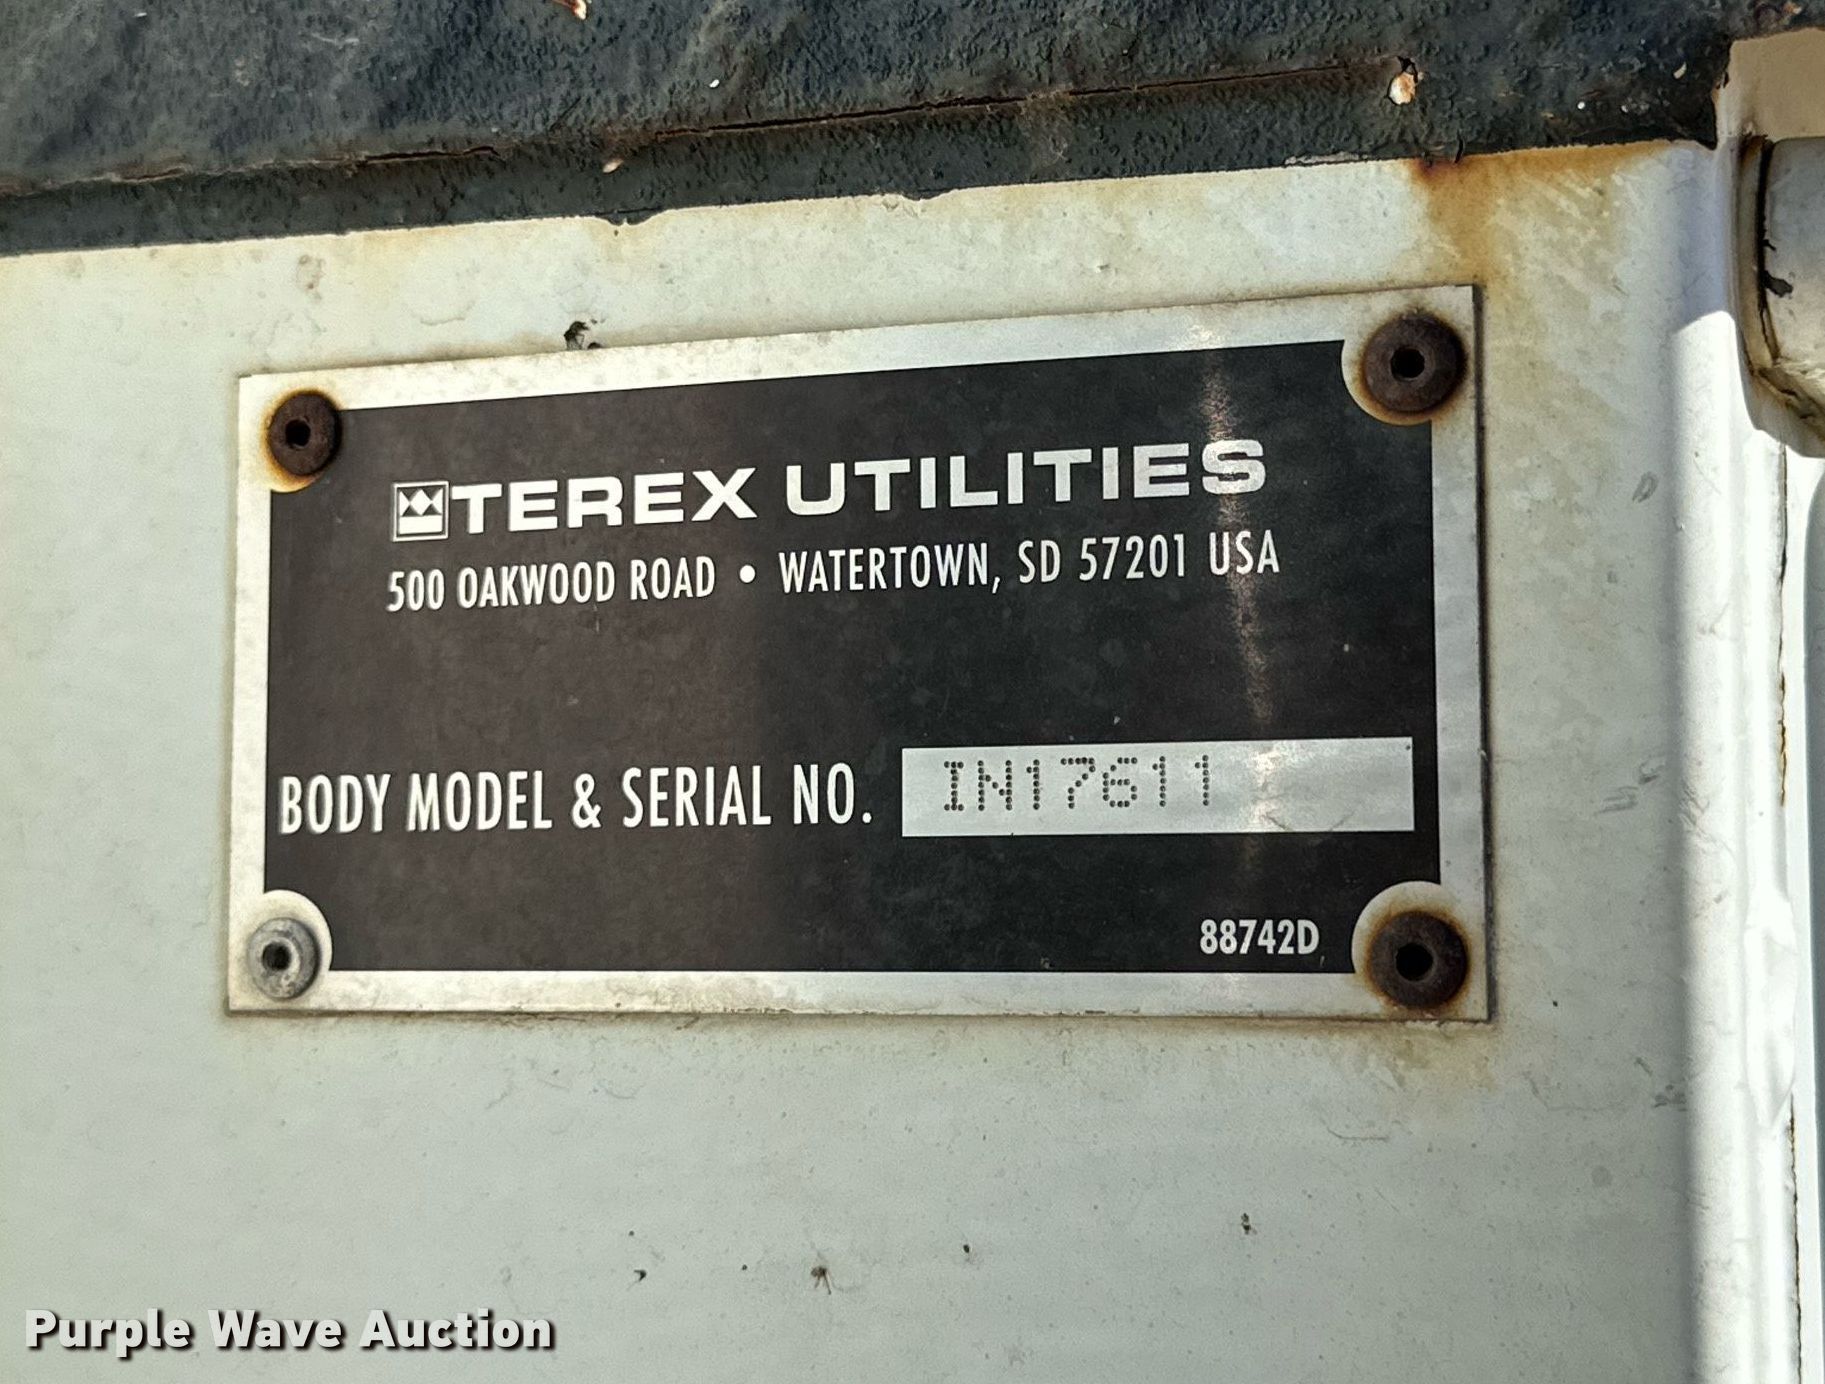 TEREX UTILITIES
500 OAKWOOD ROAD • WATERTOWN, SD 57201 USA
BODY MODEL & SERIAL NO. IN17611
88742D
Purple Wave Auction